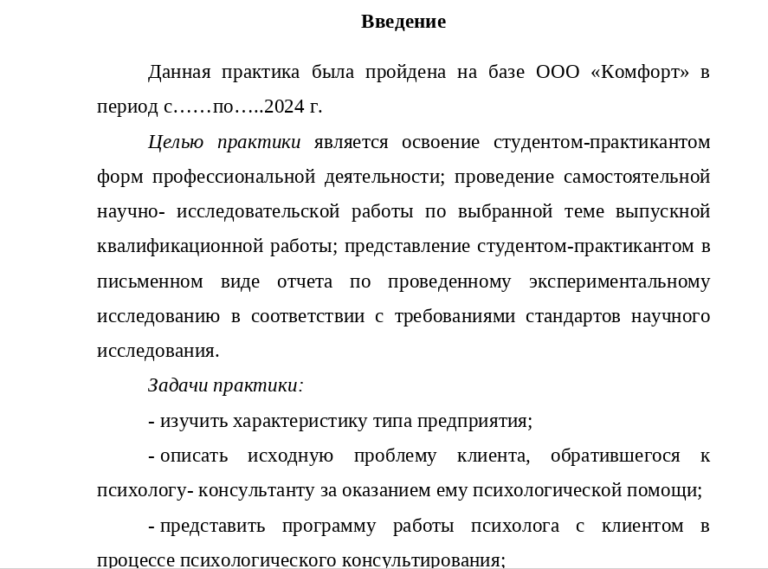 Введение
Данная практика была пройдена на базе ООО «Комфорт» в
период с……по…..2024 г.
Целью практики является освоение студентом-практикантом
форм профессиональной деятельности; проведение самостоятельной
научно- исследовательской работы по выбранной теме выпускной
квалификационной работы; представление студентом-практикантом в
письменном виде отчета по проведенному экспериментальному
исследованию в соответствии с требованиями стандартов научного
исследования.
Задачи практики:
- изучить характеристику типа предприятия;
- описать исходную проблему клиента, обратившегося к
психологу- консультанту за оказанием ему психологической помощи;
- представить программу работы психолога с клиентом в
процессе психологического консультирования;